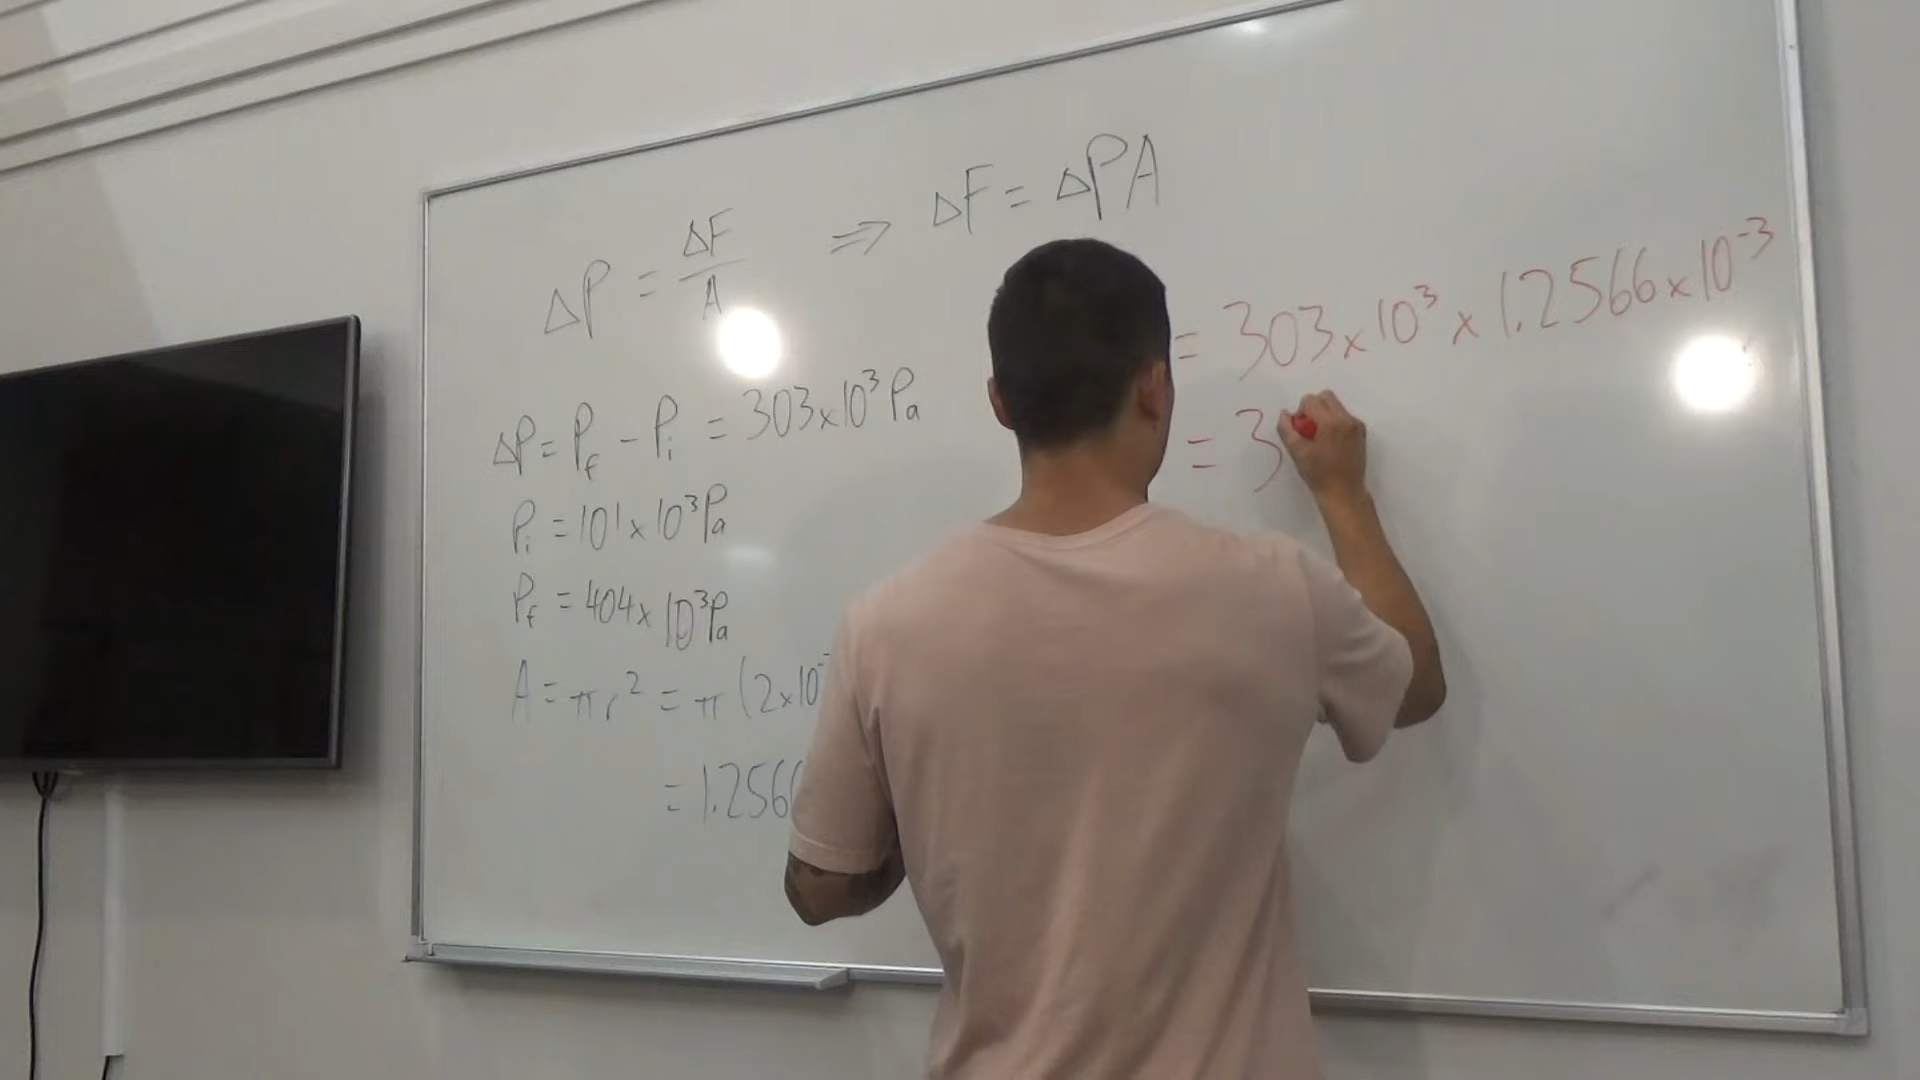 ΔP = ΔF/A ⇒ ΔF = ΔPA
= 303 x 10³ x 1.2566 x 10⁻³
= 3
ΔP = P_f - P_i = 303 x 10³ Pa
P_i = 101 x 10³ Pa
P_f = 404 x 10³ Pa
A = πr² = π (2 x 10⁻
= 1.2566